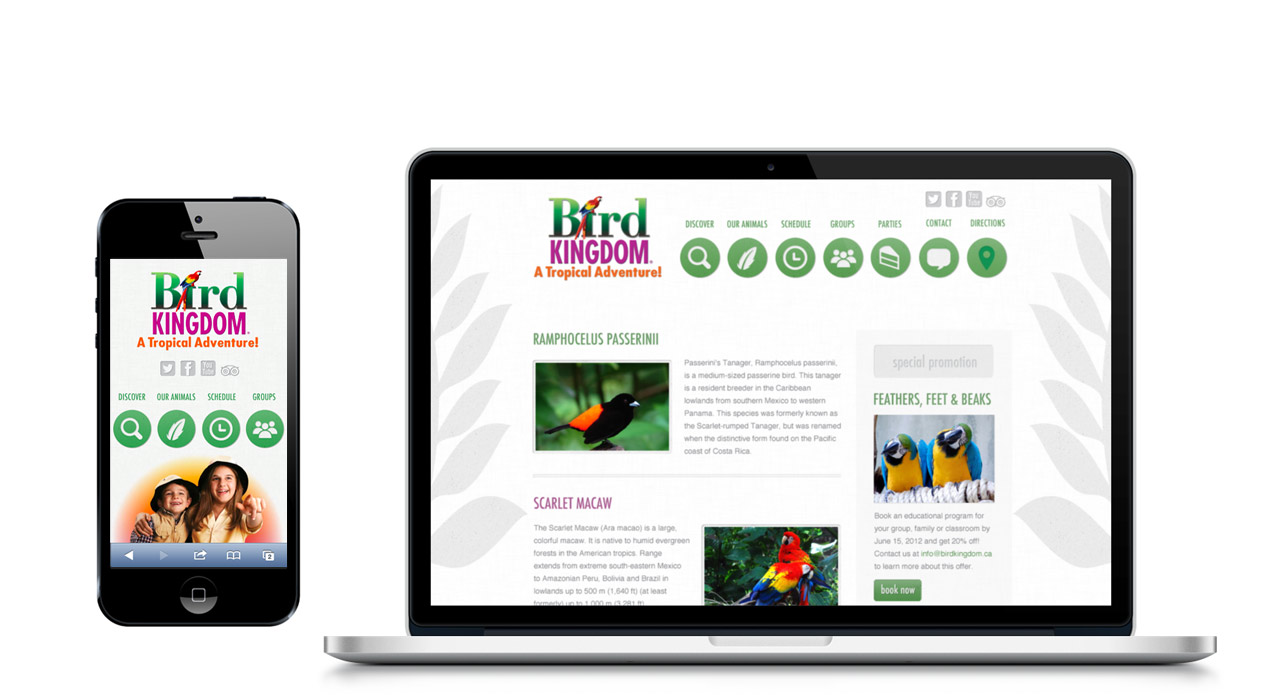 Bird
KINGDOM
A Tropical Adventure!
DISCOVER OUR ANIMALS SCHEDULE GROUPS
2
Bird
KINGDOM
A Tropical Adventure!
You
Tube
DISCOVER OUR ANIMALS SCHEDULE GROUPS PARTIES CONTACT DIRECTIONS
RAMPHOCELUS PASSERINII
Passerini's Tanager, Ramphocelus passerinii,
is a medium-sized passerine bird. This tanager
is a resident breeder in the Caribbean
lowlands from southern Mexico to western
Panama. This species was formerly known as
the Scarlet-rumped Tanager, but was renamed
when the distinctive form found on the Pacific
coast of Costa Rica.
SCARLET MACAW
The Scarlet Macaw (Ara macao) is a large,
colorful macaw. It is native to humid evergreen
forests in the American tropics. Range
extends from extreme south-eastern Mexico
to Amazonian Peru, Bolivia and Brazil in
lowlands up to 500 m (1,640 ft) (at least
formerly) up to 1,000 m (3,281 ft)
special promotion
FEATHERS, FEET & BEAKS
Book an educational program for
your group, family or classroom by
June 15, 2012 and get 20% off!
Contact us at info@birdkingdom.ca
to learn more about this offer.
book now